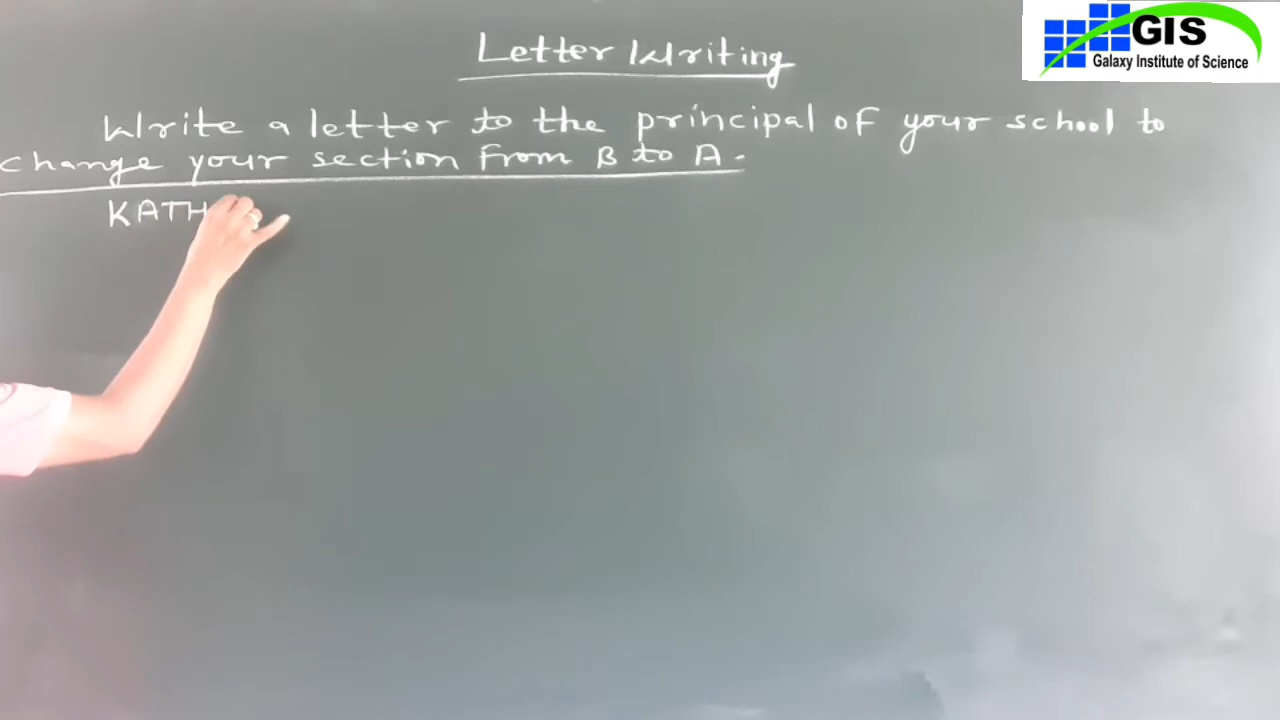 GIS
Galaxy Institute of Science
Letter Writing
Write a letter to the principal of your school to
change your section from B to A.
KATH